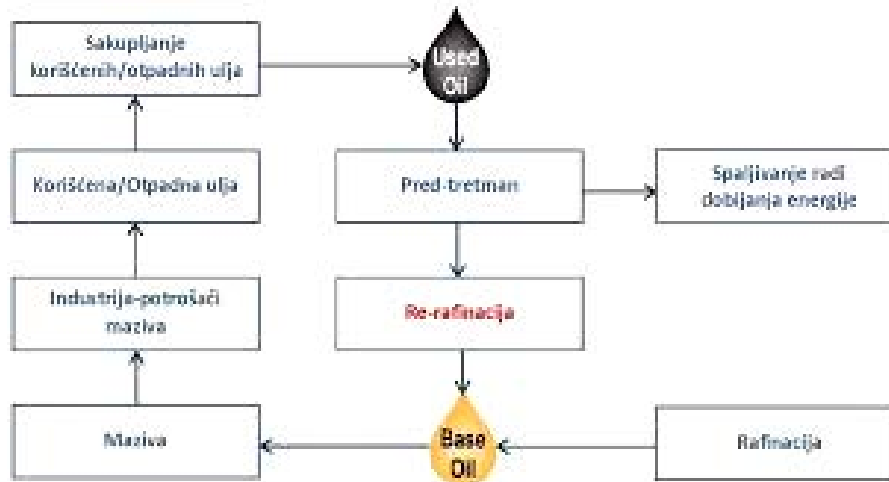 Sakupljanje
korišćenih/otpadnih ulja
Used
Oil
Korišćena/Otpadna ulja
Pred-tretman
Spaljivanje radi
dobijanja energije
Industrija-potrošači
maziva
Re-rafinacija
Maziva
Base
Oil
Rafinacija